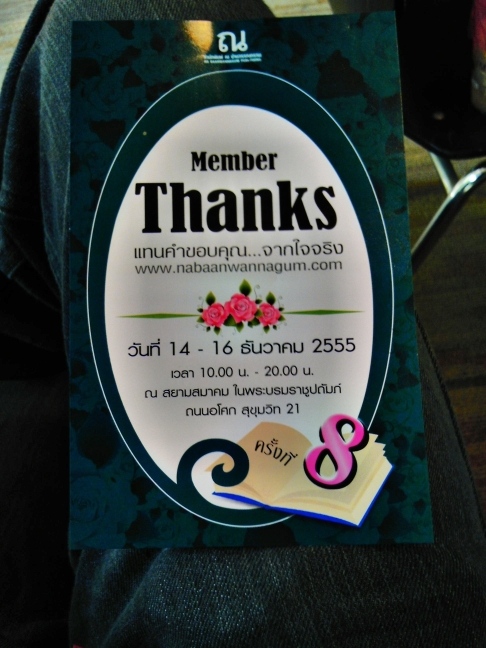 ณ
Member
Thanks
แทนคำขอบคุณ...จากใจจริง
www.nabaanwannagum.com
วันที่ 14 - 16 ธันวาคม 2555
เวลา 10.00 น. - 20.00 น.
ณ สยามสมาคม ในพระบรมราชูปถัมภ์
ถนนอโศก สุขุมวิท 21
ครั้งที่ 8